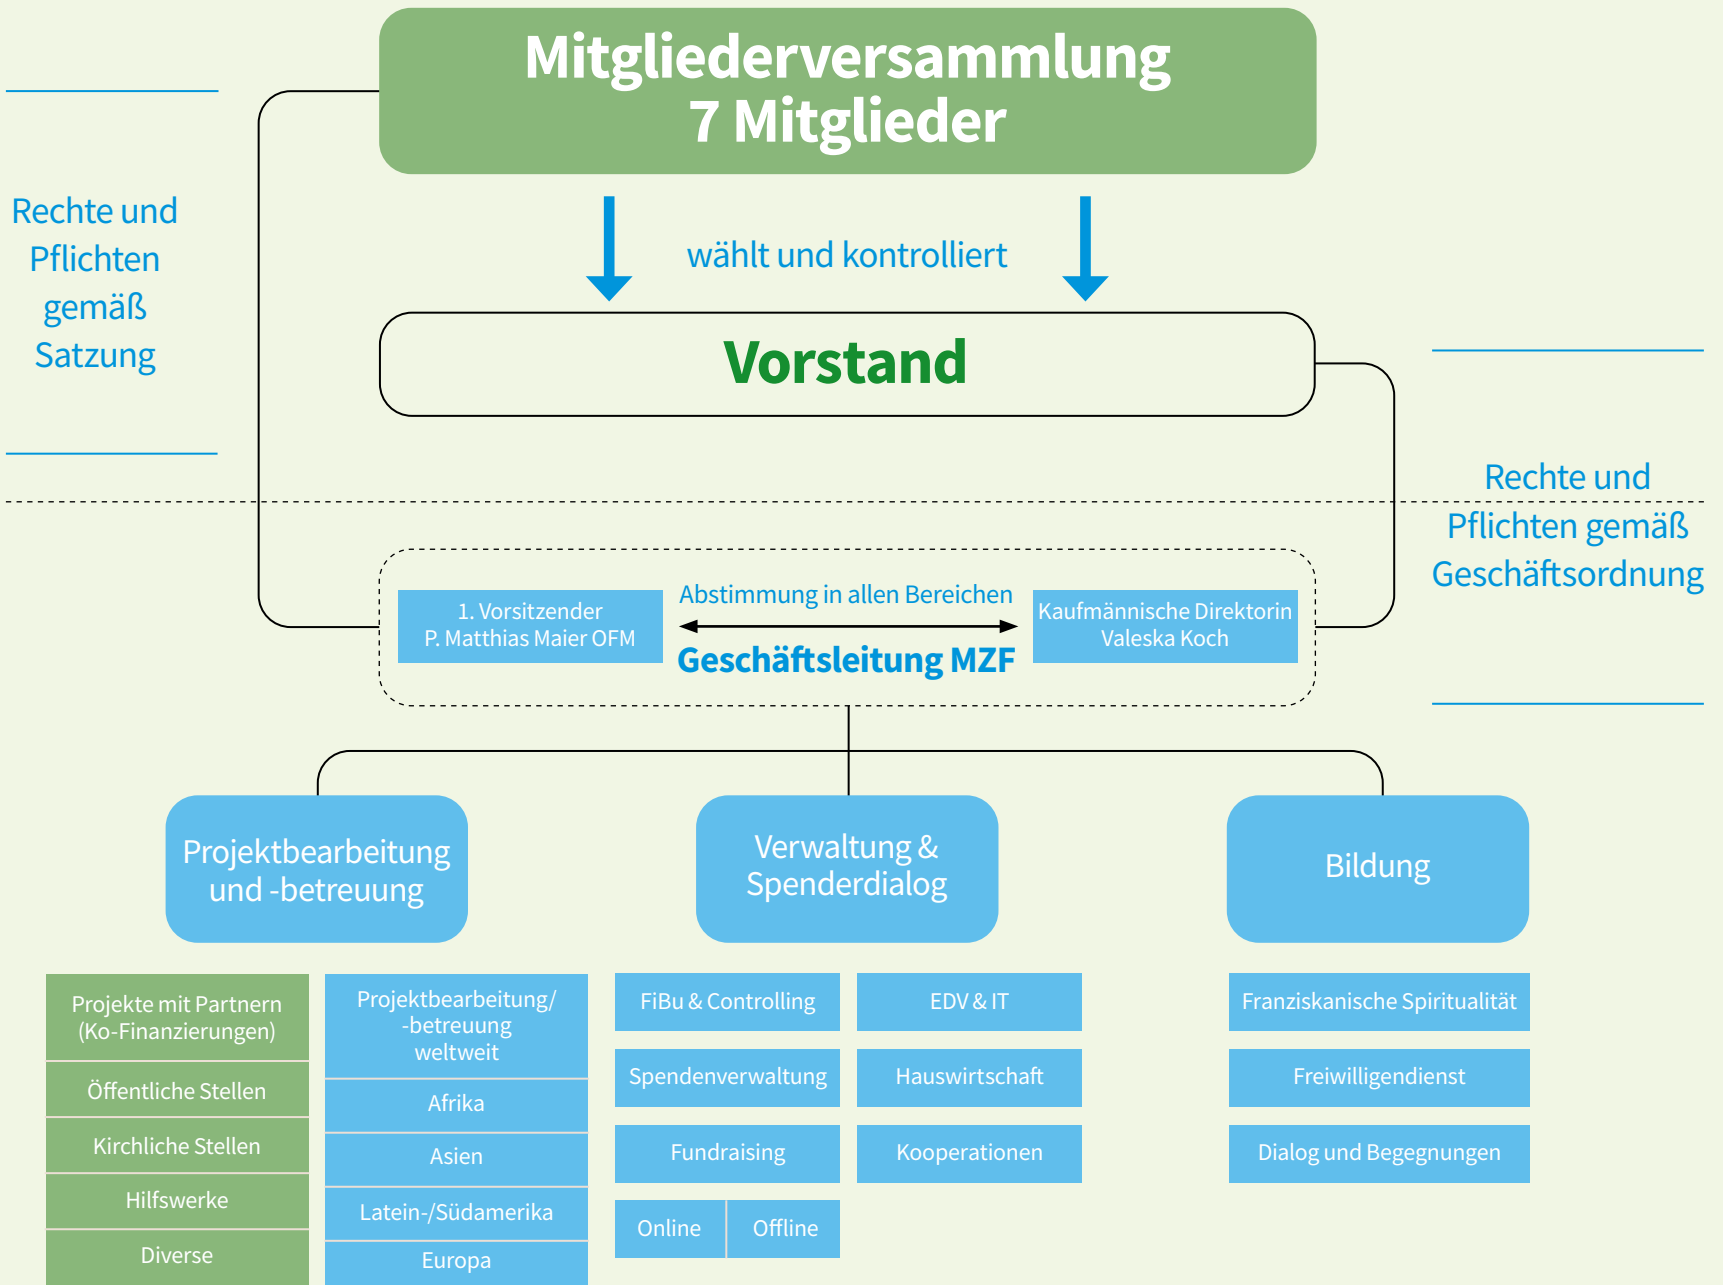 Mitgliederversammlung
7 Mitglieder
Rechte und
Pflichten
gemäß
Satzung
wählt und kontrolliert
Vorstand
Rechte und
Pflichten gemäß
Geschäftsordnung
1. Vorsitzender
P. Matthias Maier OFM
Abstimmung in allen Bereichen
Geschäftsleitung MZF
Kaufmännische Direktorin
Valeska Koch
Projektbearbeitung
und -betreuung
Verwaltung &
Spenderdialog
Bildung
Projekte mit Partnern
(Ko-Finanzierungen)
Öffentliche Stellen
Kirchliche Stellen
Hilfswerke
Diverse
Projektbearbeitung/
-betreuung
weltweit
Afrika
Asien
Latein-/Südamerika
Europa
FiBu & Controlling
Spendenverwaltung
Fundraising
Online
Offline
EDV & IT
Hauswirtschaft
Kooperationen
Franziskanische Spiritualität
Freiwilligendienst
Dialog und Begegnungen